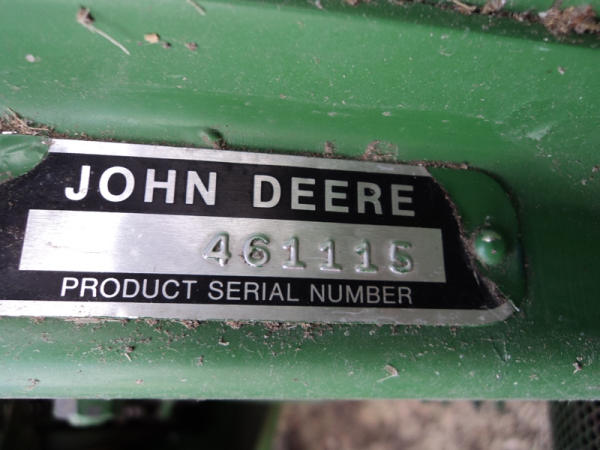 JOHN DEERE
461115
PRODUCT SERIAL NUMBER